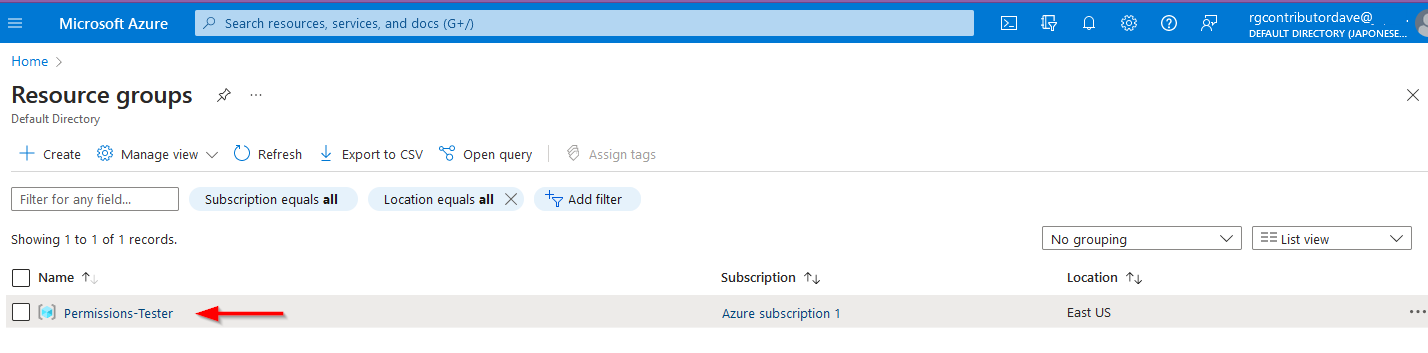 Microsoft Azure
Search resources, services, and docs (G+/)
rgcontributordave@_
DEFAULT DIRECTORY (JAPONESE...
Home
Resource groups
...
Default Directory
Create
Manage view
Refresh
Export to CSV
Open query
Assign tags
Filter for any field...
Subscription equals all
Location equals all
Add filter
Showing 1 to 1 of 1 records.
No grouping
List view
Name
Subscription
Location
Permissions-Tester
Azure subscription 1
East US
...